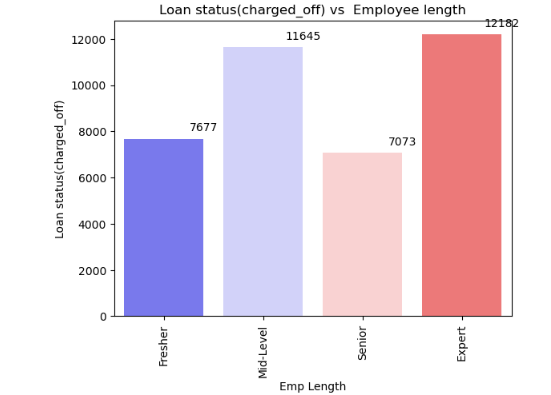 Loan status(charged_off) vs  Employee length
12182
12000
11645
10000
8000
7677
7073
6000
4000
2000
0
Loan status(charged_off)
Fresher
Mid-Level
Senior
Expert
Emp Length